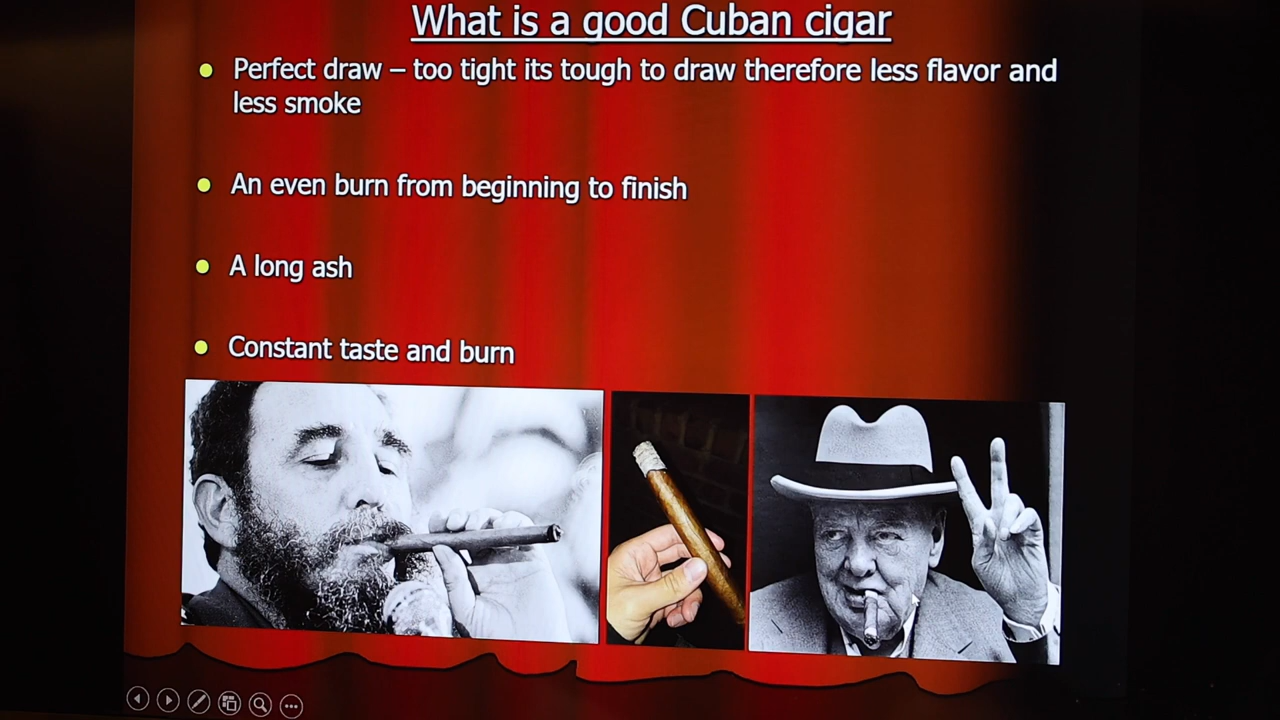 What is a good Cuban cigar
Perfect draw – too tight its tough to draw therefore less flavor and
less smoke
An even burn from beginning to finish
A long ash
Constant taste and burn